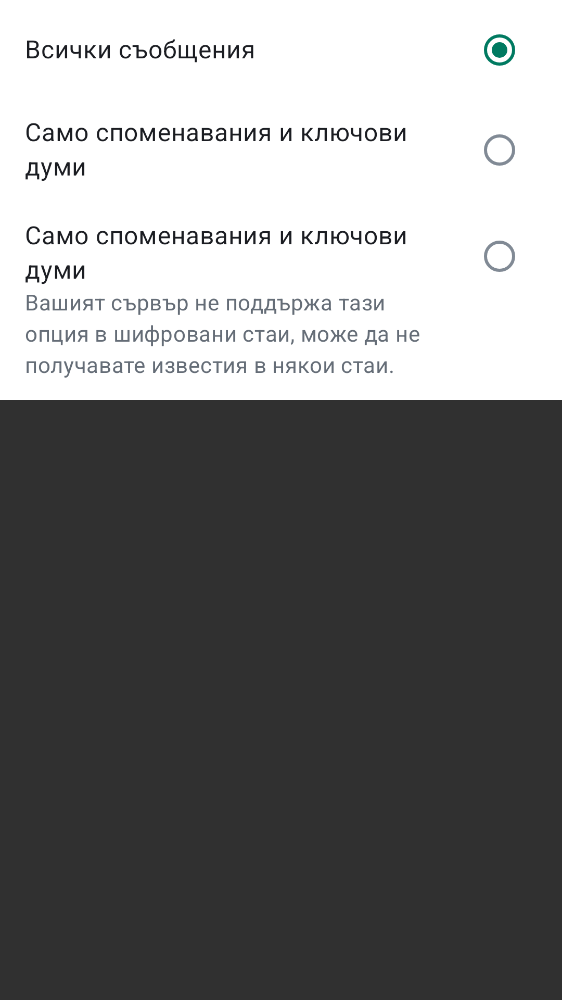 Всички съобщения
Само споменавания и ключови
думи
Само споменавания и ключови
думи
Вашият сървър не поддържа тази
опция в шифровани стаи, може да не
получавате известия в някои стаи.